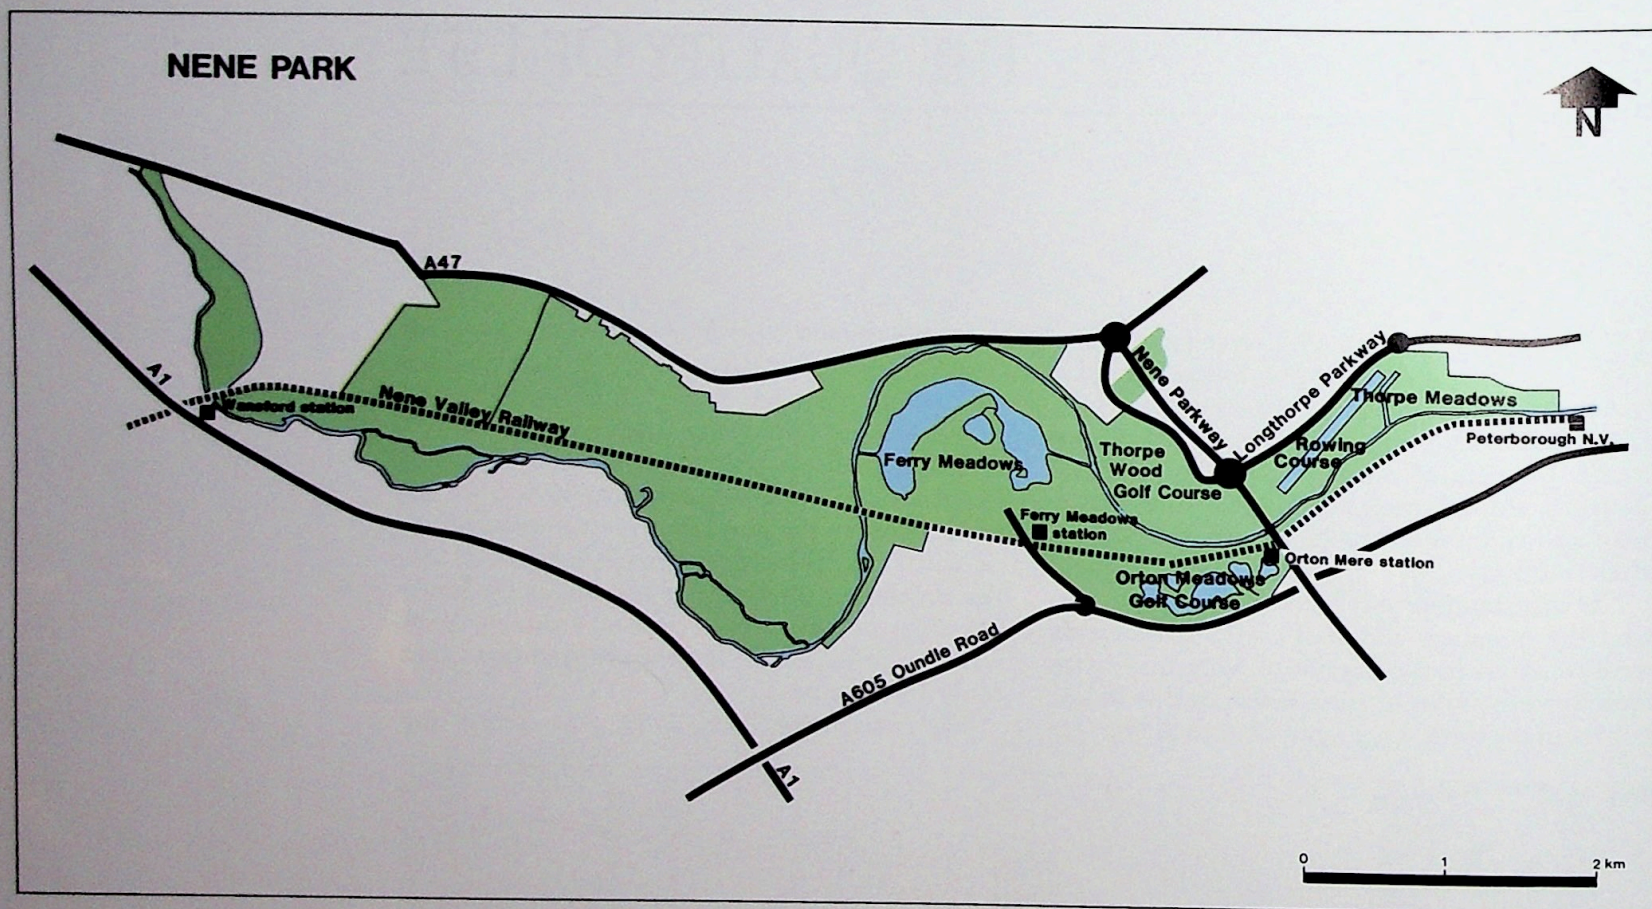 NENE PARK
N
A47
A1
Wansford station
Nene Valley Railway
Nene Parkway
Longthorpe Parkway
Thorpe Meadows
Rowing
Course
Peterborough N.V.
Ferry Meadows
Thorpe
Wood
Golf Course
Ferry Meadows
station
Orton Mere station
Orton Meadows
Golf Course
A605 Oundle Road
A1
0 1 2 km